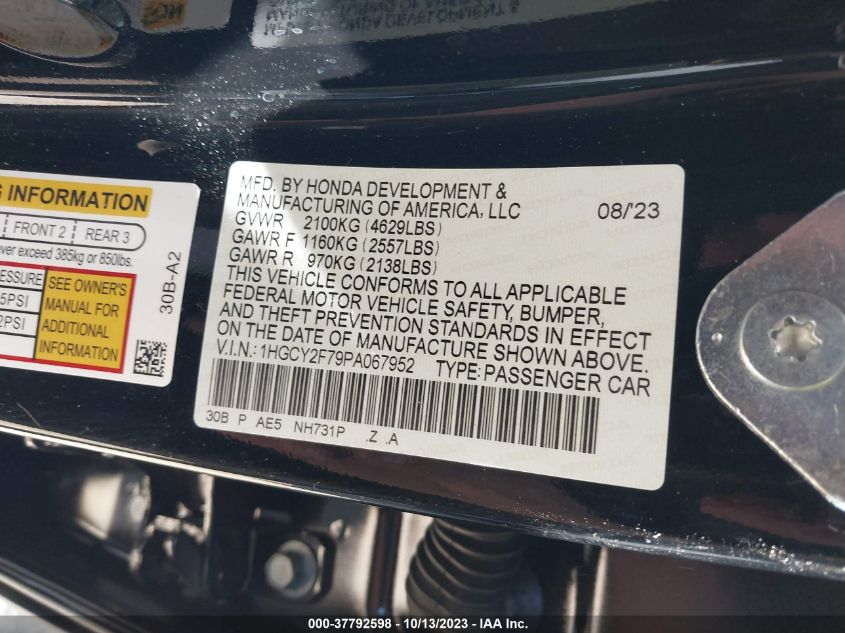 MFD. BY HONDA DEVELOPMENT &
MANUFACTURING OF AMERICA, LLC 08/'23
GVWR 2100KG (4629LBS)
GAWR F 1160KG (2557LBS)
GAWR R 970KG (2138LBS)
THIS VEHICLE CONFORMS TO ALL APPLICABLE
FEDERAL MOTOR VEHICLE SAFETY, BUMPER,
AND THEFT PREVENTION STANDARDS IN EFFECT
ON THE DATE OF MANUFACTURE SHOWN ABOVE.
V.I.N.: 1HGCY2F79PA067952 TYPE:PASSENGER CAR
30B P AE5 NH731P .Z .A
INFORMATION
FRONT 2 REAR 3
exceed 385kg or 850lbs.
SEE OWNER'S
MANUAL FOR
ADDITIONAL
INFORMATION
30B-A2
000-37792598 - 10/13/2023 - IAA Inc.